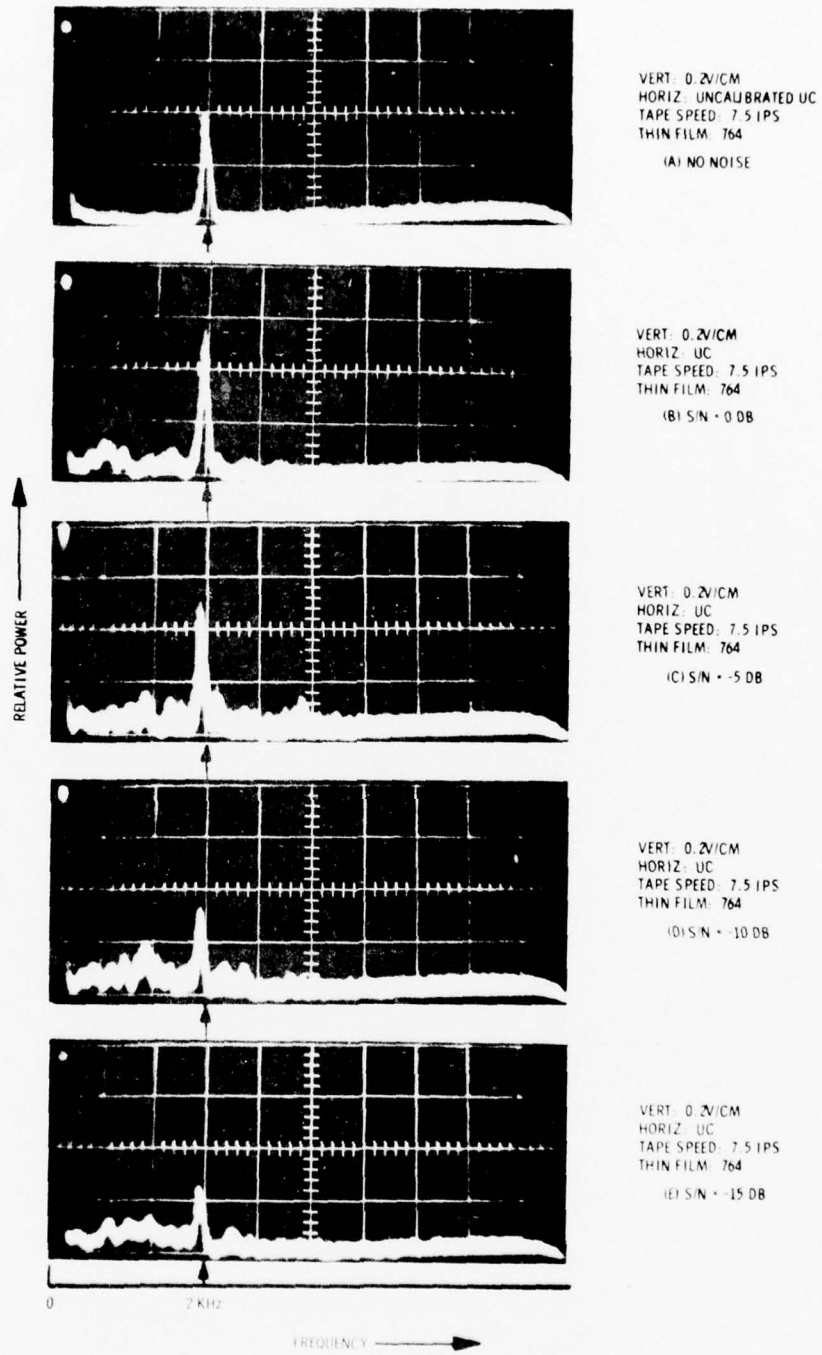 VERT: 0.2V/CM
HORIZ: UNCALIBRATED UC
TAPE SPEED: 7.5 IPS
THIN FILM: 764
(A) NO NOISE
VERT: 0.2V/CM
HORIZ: UC
TAPE SPEED: 7.5 IPS
THIN FILM: 764
(B) S/N = 0 DB
VERT: 0.2V/CM
HORIZ: UC
TAPE SPEED: 7.5 IPS
THIN FILM: 764
(C) S/N = -5 DB
VERT: 0.2V/CM
HORIZ: UC
TAPE SPEED: 7.5 IPS
THIN FILM: 764
(D) S/N = -10 DB
VERT: 0.2V/CM
HORIZ: UC
TAPE SPEED: 7.5 IPS
THIN FILM: 764
(E) S/N = -15 DB
RELATIVE POWER
0
2 KHz
FREQUENCY